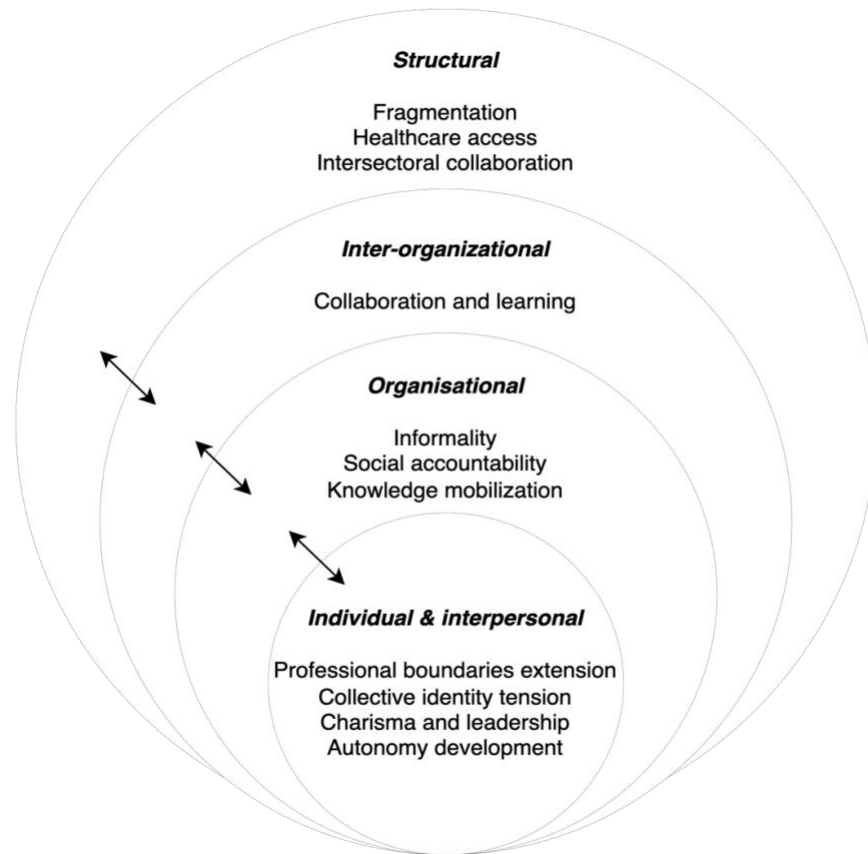 Structural
Fragmentation
Healthcare access
Intersectoral collaboration
Inter-organizational
Collaboration and learning
Organisational
Informality
Social accountability
Knowledge mobilization
Individual & interpersonal
Professional boundaries extension
Collective identity tension
Charisma and leadership
Autonomy development